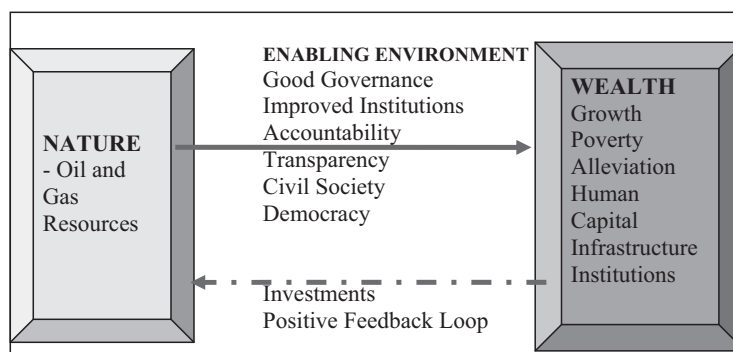 NATURE
- Oil and
Gas
Resources
ENABLING ENVIRONMENT
Good Governance
Improved Institutions
Accountability
Transparency
Civil Society
Democracy
Investments
Positive Feedback Loop
WEALTH
Growth
Poverty
Alleviation
Human
Capital
Infrastructure
Institutions